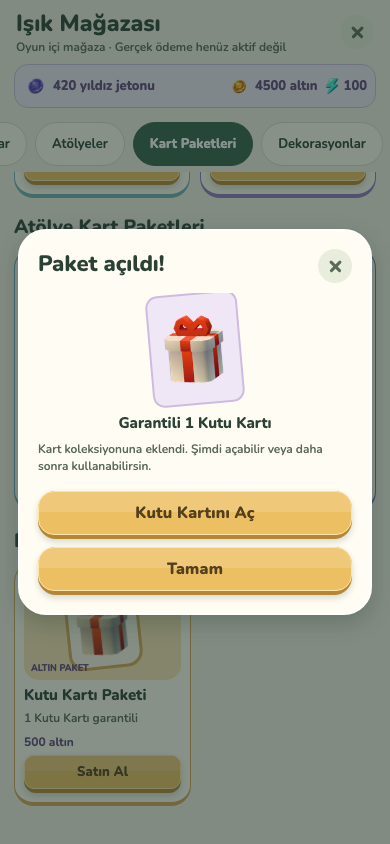 Işık Mağazası
Oyun içi mağaza · Gerçek ödeme henüz aktif değil
420 yıldız jetonu
4500 altın
100
ar
Atölyeler
Kart Paketleri
Dekorasyonlar
Atölye Kart Paketleri
Paket açıldı!
Garantili 1 Kutu Kartı
Kart koleksiyonuna eklendi. Şimdi açabilir veya daha
sonra kullanabilirsin.
Kutu Kartını Aç
Tamam
ALTIN PAKET
Kutu Kartı Paketi
1 Kutu Kartı garantili
500 altın
Satın Al